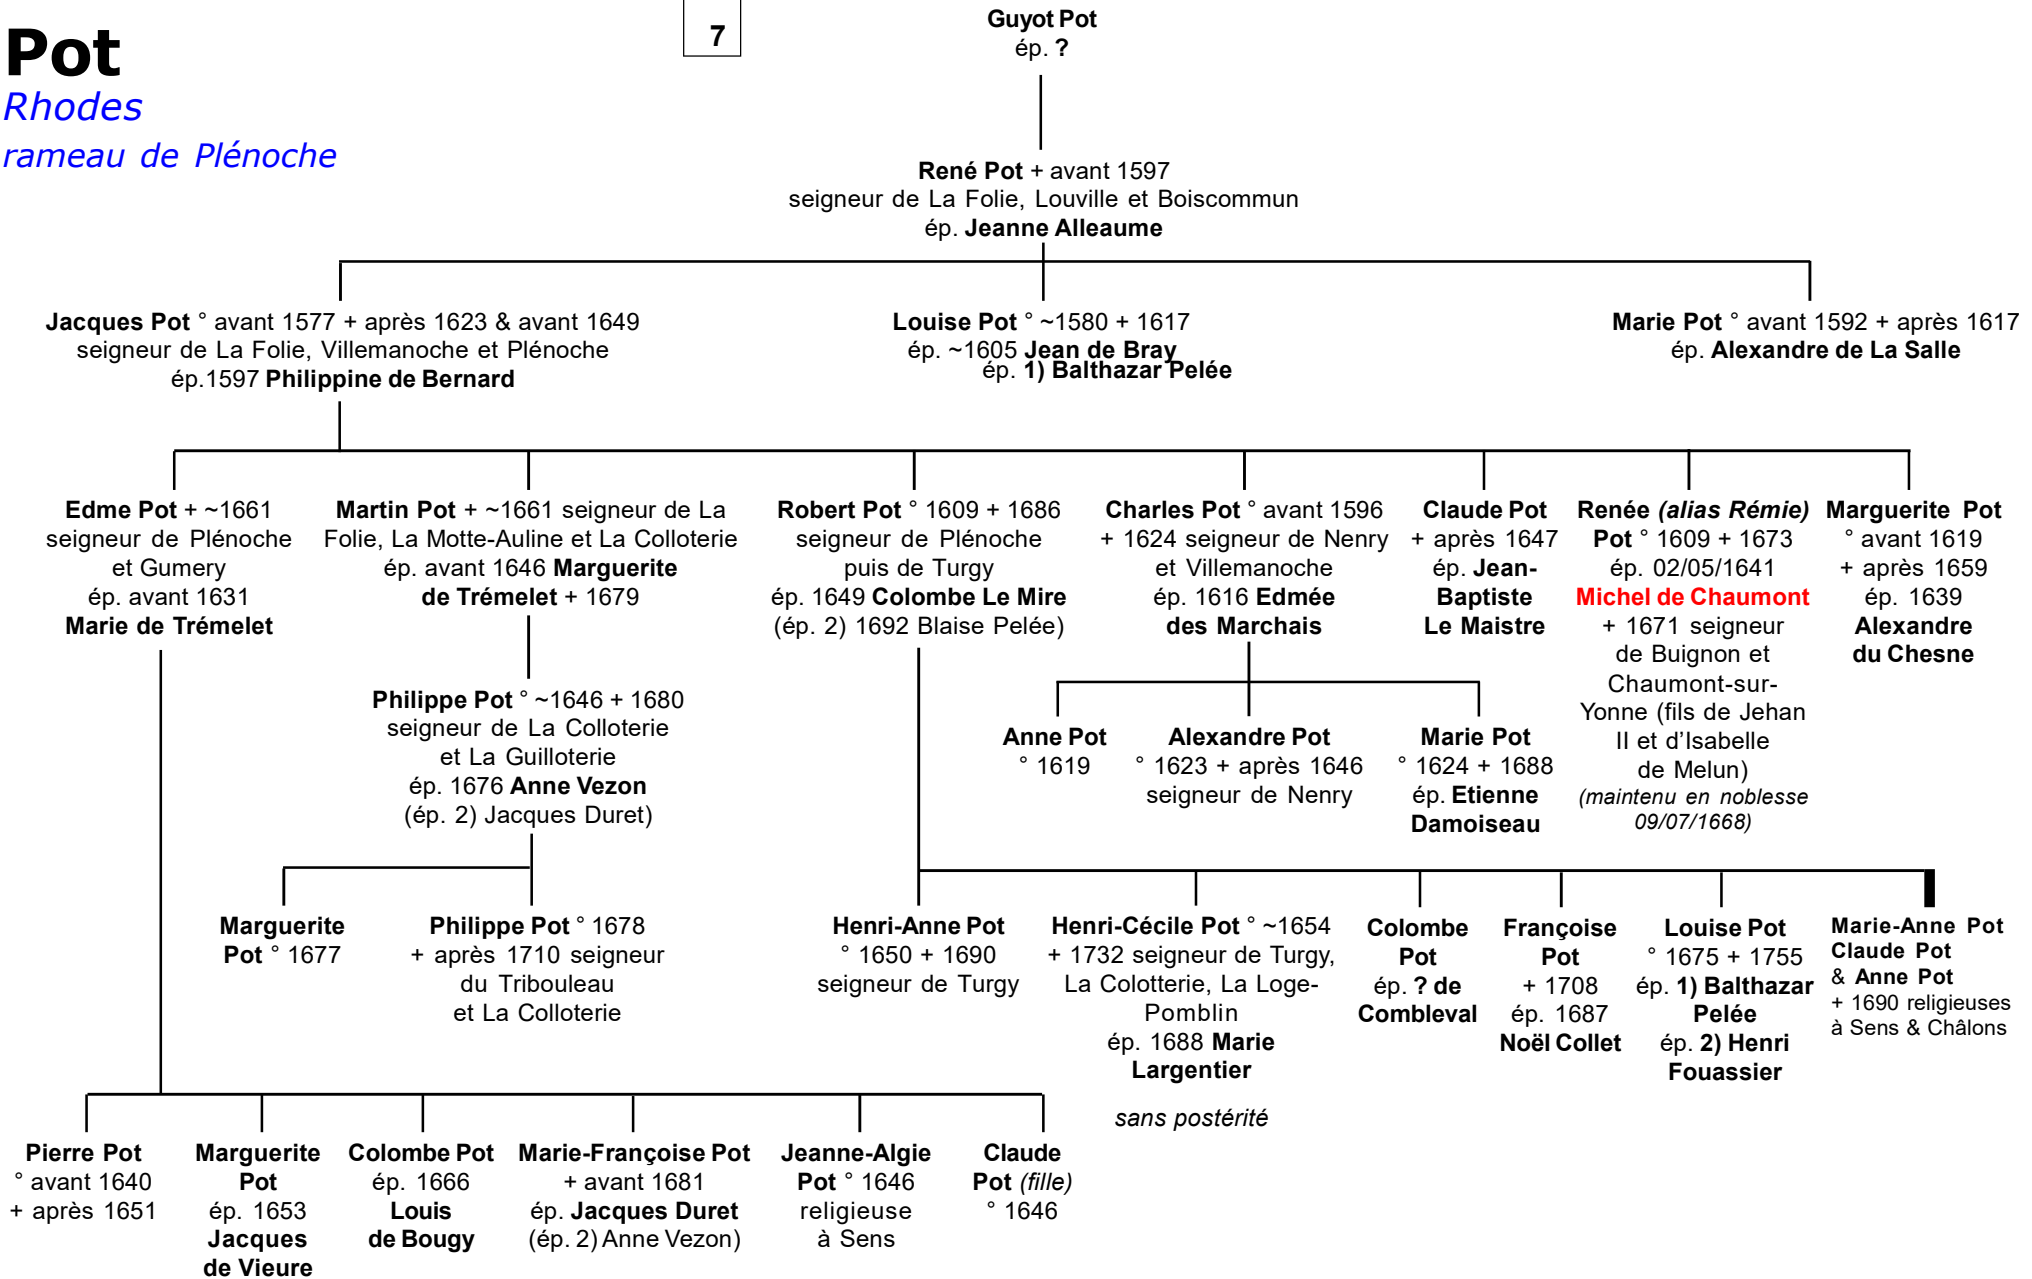 Pot
Rhodes
rameau de Plénoche
7
Guyot Pot
ép. ?
René Pot + avant 1597
seigneur de La Folie, Louville et Boiscommun
ép. Jeanne Alleaume
Jacques Pot ° avant 1577 + après 1623 & avant 1649
seigneur de La Folie, Villemanoche et Plénoche
ép.1597 Philippine de Bernard
Louise Pot ° ~1580 + 1617
ép. ~1605 Jean de Bray
ép. 1) Balthazar Pelée
Marie Pot ° avant 1592 + après 1617
ép. Alexandre de La Salle
Edme Pot + ~1661
seigneur de Plénoche
et Gumery
ép. avant 1631
Marie de Trémelet
Martin Pot + ~1661 seigneur de La
Folie, La Motte-Auline et La Colloterie
ép. avant 1646 Marguerite
de Trémelet + 1679
Robert Pot ° 1609 + 1686
seigneur de Plénoche
puis de Turgy
ép. 1649 Colombe Le Mire
(ép. 2) 1692 Blaise Pelée)
Charles Pot ° avant 1596
+ 1624 seigneur de Nenry
et Villemanoche
ép. 1616 Edmée
des Marchais
Claude Pot
+ après 1647
ép. Jean-
Baptiste
Le Maistre
Renée (alias Rémie)
Pot ° 1609 + 1673
ép. 02/05/1641
Michel de Chaumont
+ 1671 seigneur
de Buignon et
Chaumont-sur-
Yonne (fils de Jehan
II et d'Isabelle
de Melun)
(maintenu en noblesse
09/07/1668)
Marguerite Pot
° avant 1619
+ après 1659
ép. 1639
Alexandre
du Chesne
Philippe Pot ° ~1646 + 1680
seigneur de La Colloterie
et La Guilloterie
ép. 1676 Anne Vezon
(ép. 2) Jacques Duret)
Anne Pot
° 1619
Alexandre Pot
° 1623 + après 1646
seigneur de Nenry
Marie Pot
° 1624 + 1688
ép. Etienne
Damoiseau
Marguerite
Pot ° 1677
Philippe Pot ° 1678
+ après 1710 seigneur
du Tribouleau
et La Colloterie
Henri-Anne Pot
° 1650 + 1690
seigneur de Turgy
Henri-Cécile Pot ° ~1654
+ 1732 seigneur de Turgy,
La Colotterie, La Loge-
Pomblin
ép. 1688 Marie
Largentier
sans postérité
Colombe
Pot
ép. ? de
Combleval
Françoise
Pot
+ 1708
ép. 1687
Noël Collet
Louise Pot
° 1675 + 1755
ép. 1) Balthazar
Pelée
ép. 2) Henri
Fouassier
Marie-Anne Pot
Claude Pot
& Anne Pot
+ 1690 religieuses
à Sens & Châlons
Pierre Pot
° avant 1640
+ après 1651
Marguerite
Pot
ép. 1653
Jacques
de Vieure
Colombe Pot
ép. 1666
Louis
de Bougy
Marie-Françoise Pot
+ avant 1681
ép. Jacques Duret
(ép. 2) Anne Vezon)
Jeanne-Algie
Pot ° 1646
religieuse
à Sens
Claude
Pot (fille)
° 1646